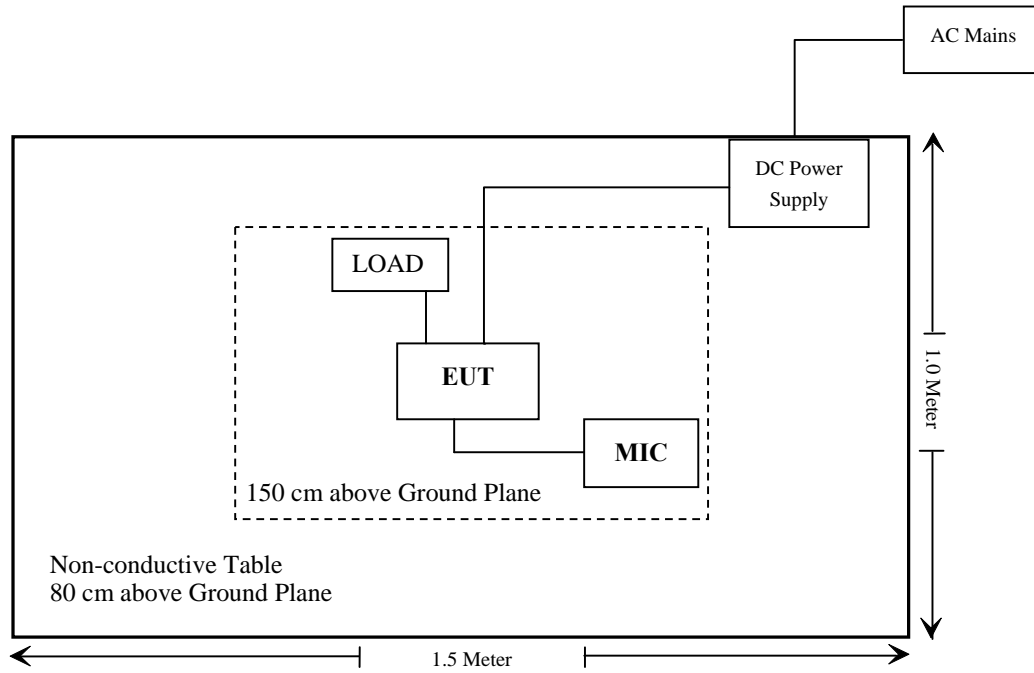 AC Mains
DC Power
Supply
LOAD
EUT
MIC
150 cm above Ground Plane
Non-conductive Table
80 cm above Ground Plane
1.0 Meter
1.5 Meter